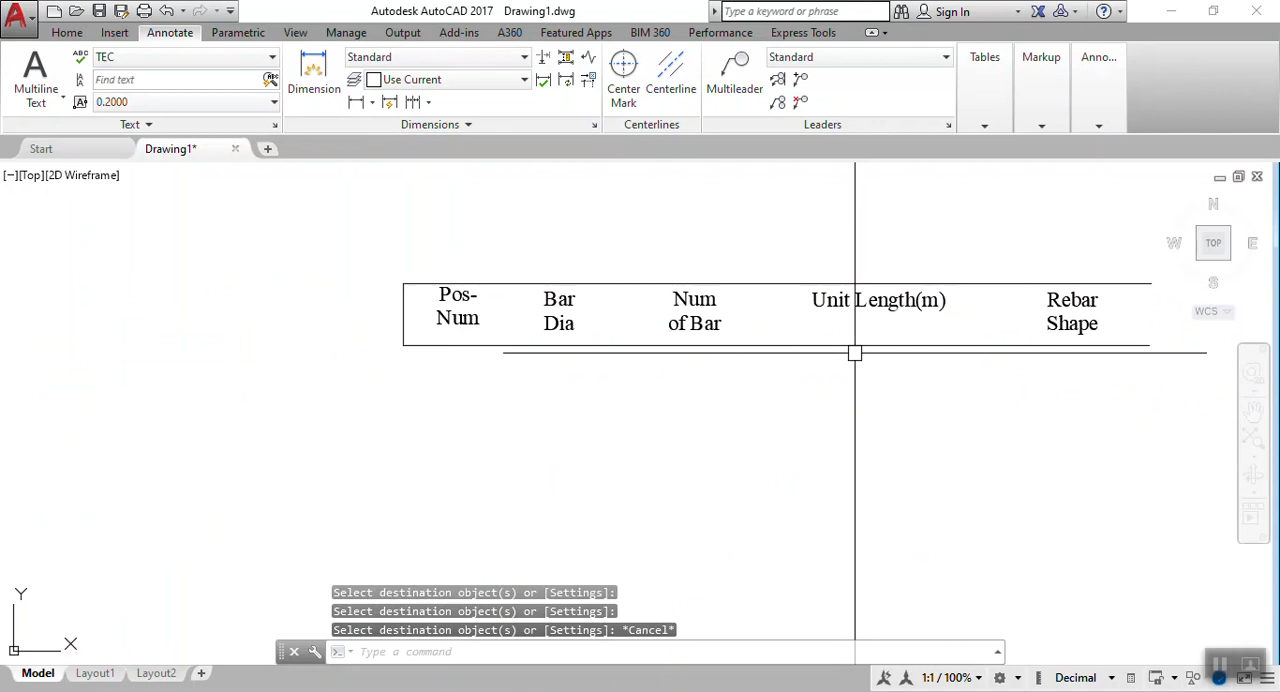 Autodesk AutoCAD 2017 Drawing1.dwg
Type a keyword or phrase
Sign In
Home Insert Annotate Parametric View Manage Output Add-ins A360 Featured Apps BIM 360 Performance Express Tools
Multiline
Text
TEC
Find text
0.2000
Text
Dimension
Standard
Use Current
Dimensions
Center
Mark
Centerline
Centerlines
Multileader
Standard
Leaders
Tables
Markup
Anno...
Start
Drawing1*
[−][Top][2D Wireframe]
N
W TOP E
S
WCS
Pos-
Num
Bar
Dia
Num
of Bar
Unit Length(m)
Rebar
Shape
Y
X
Select destination object(s) or [Settings]:
Select destination object(s) or [Settings]:
Select destination object(s) or [Settings]: *Cancel*
Type a command
Model Layout1 Layout2
1:1 / 100%
Decimal